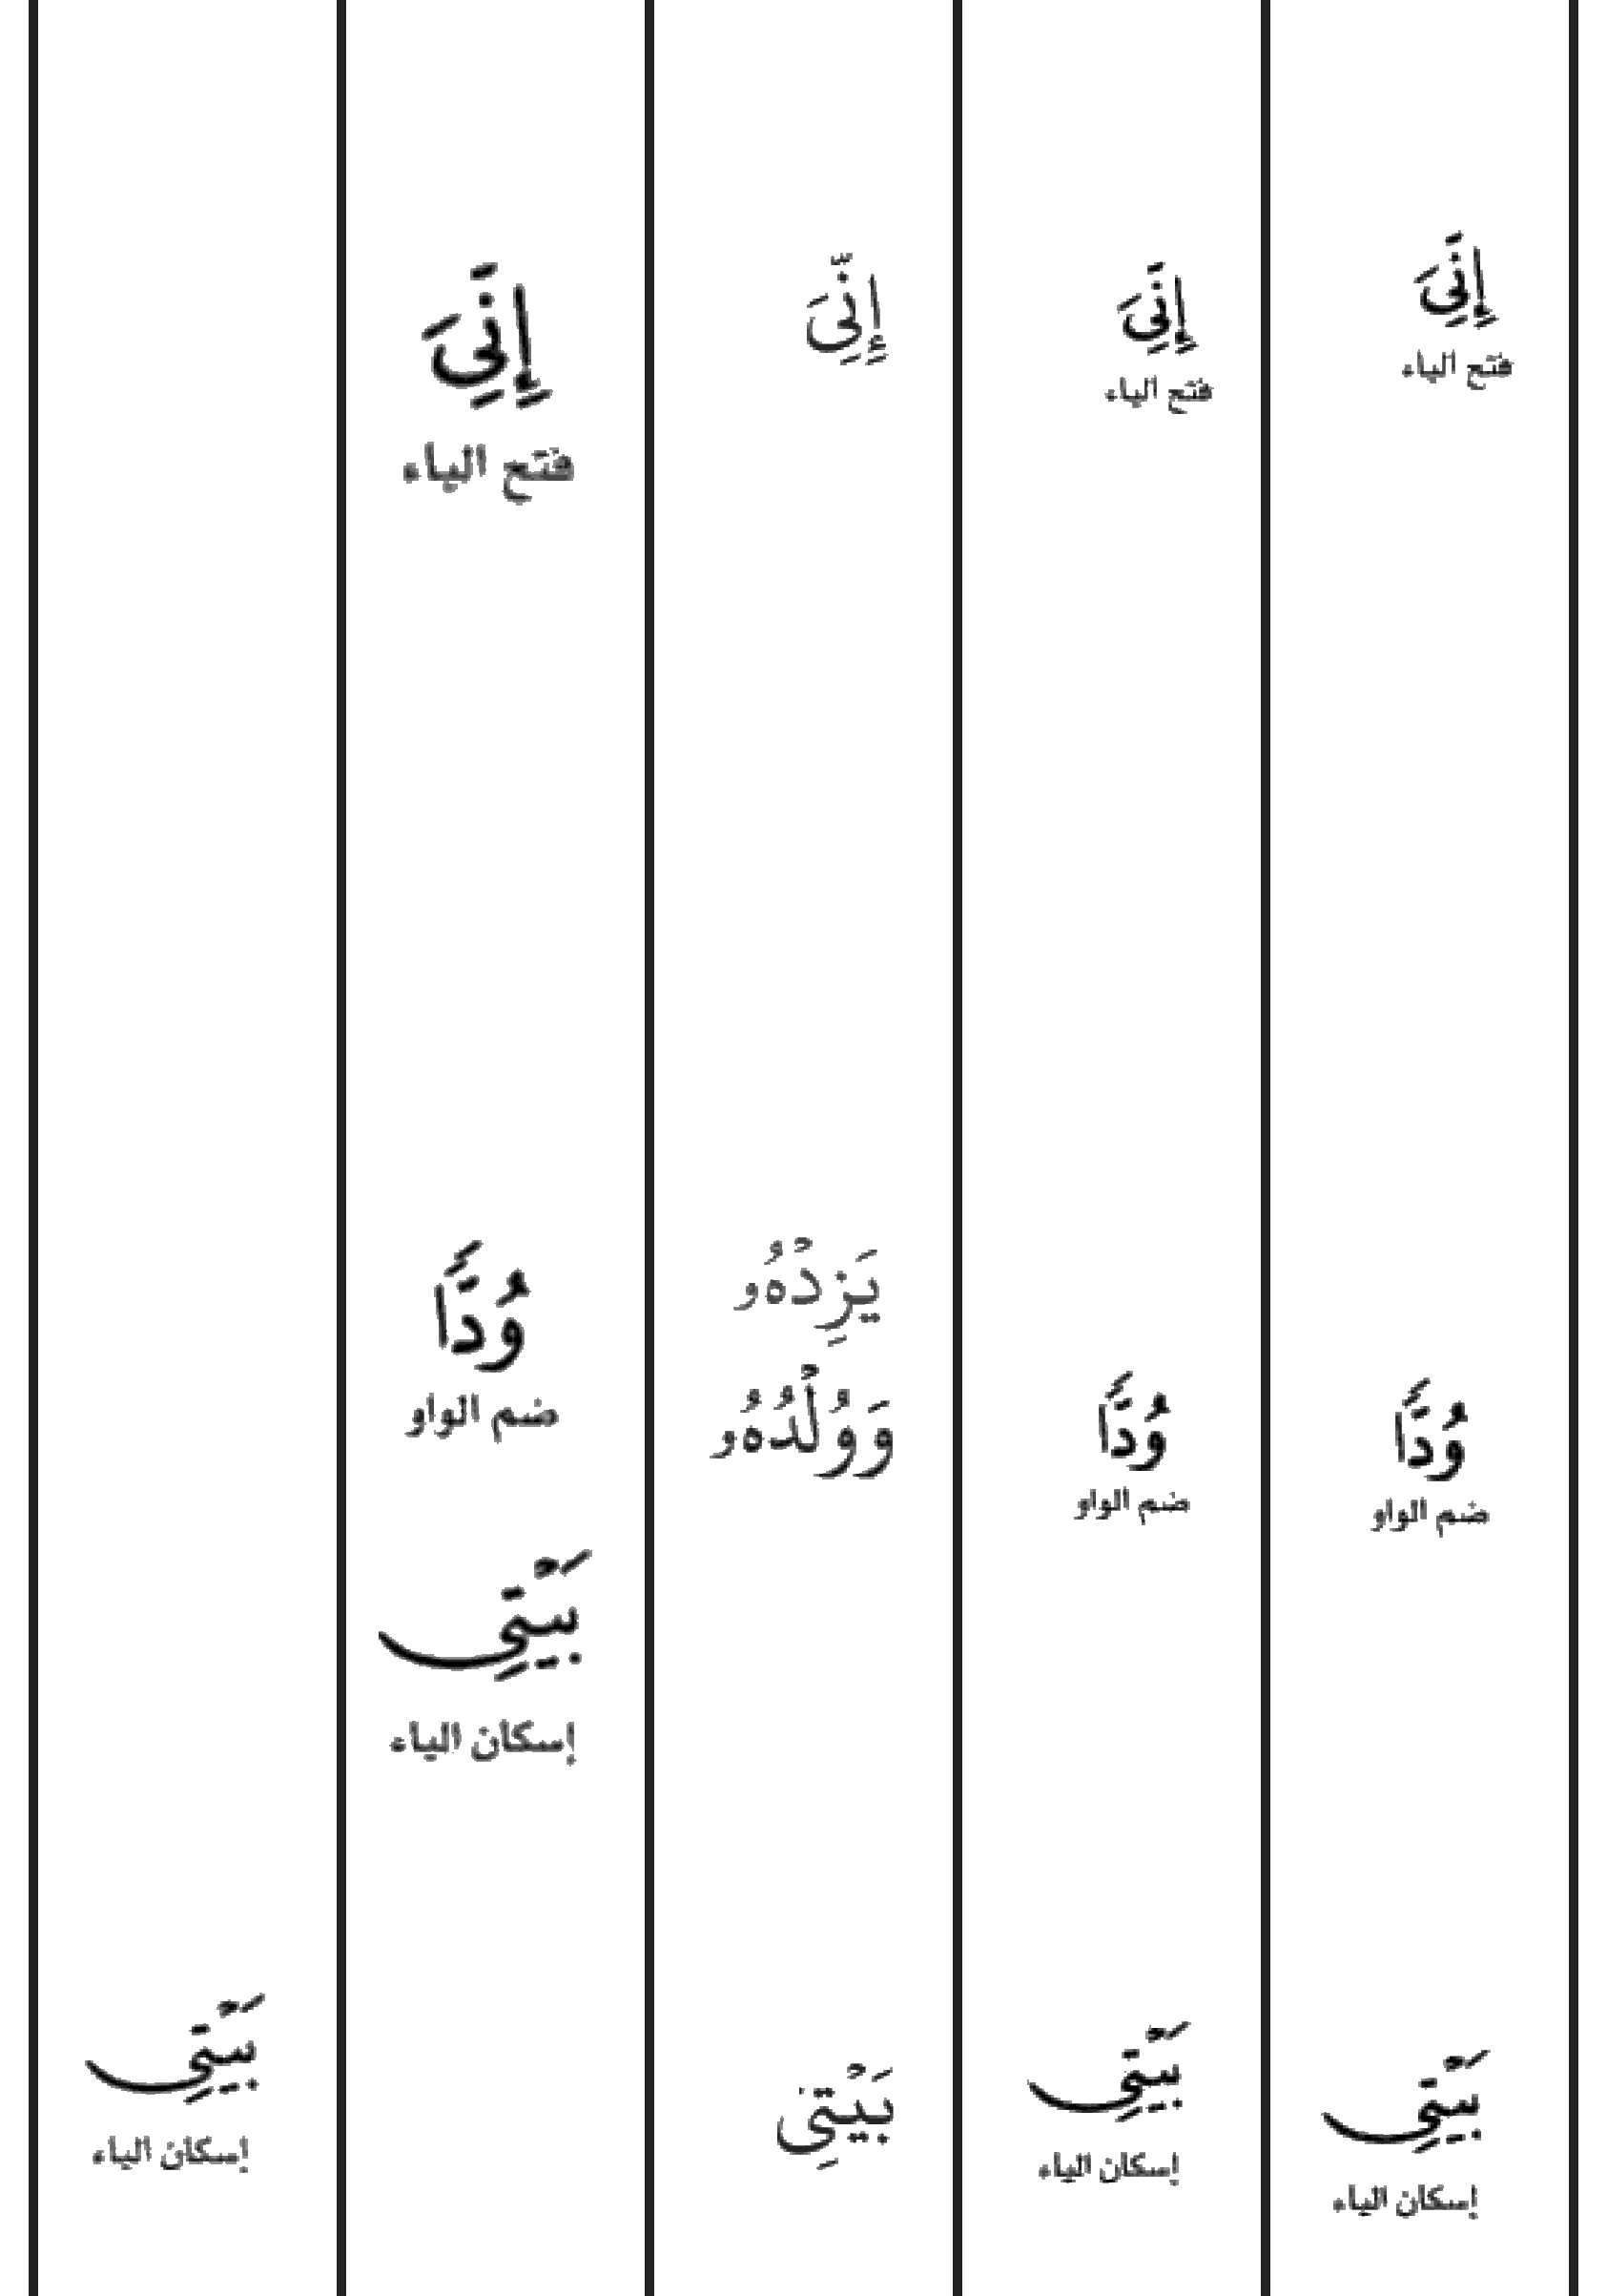 إِنِّيَ
فتح الياء
وُدًّا
ضم الواو
بَيْتِي
إسكان الياء
إِنِّيَ
فتح الياء
وُدًّا
ضم الواو
بَيْتِي
إسكان الياء
إِنِّيَ
يَزِدْهُو
وَوُلْدُهُو
بَيْتِي
إِنِّيَ
فتح الياء
وُدًّا
ضم الواو
بَيْتِي
إسكان الياء
بَيْتِي
إسكان الياء